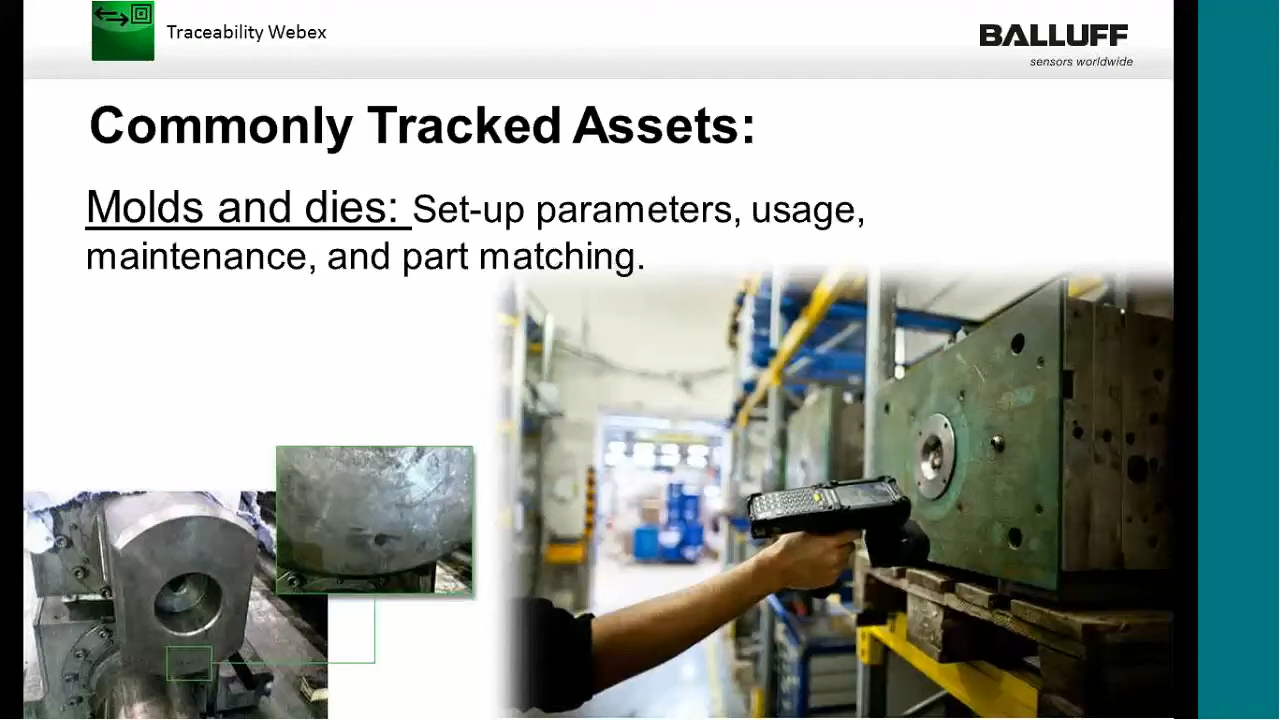 Traceability Webex
BALLUFF
sensors worldwide
Commonly Tracked Assets:
Molds and dies: Set-up parameters, usage,
maintenance, and part matching.